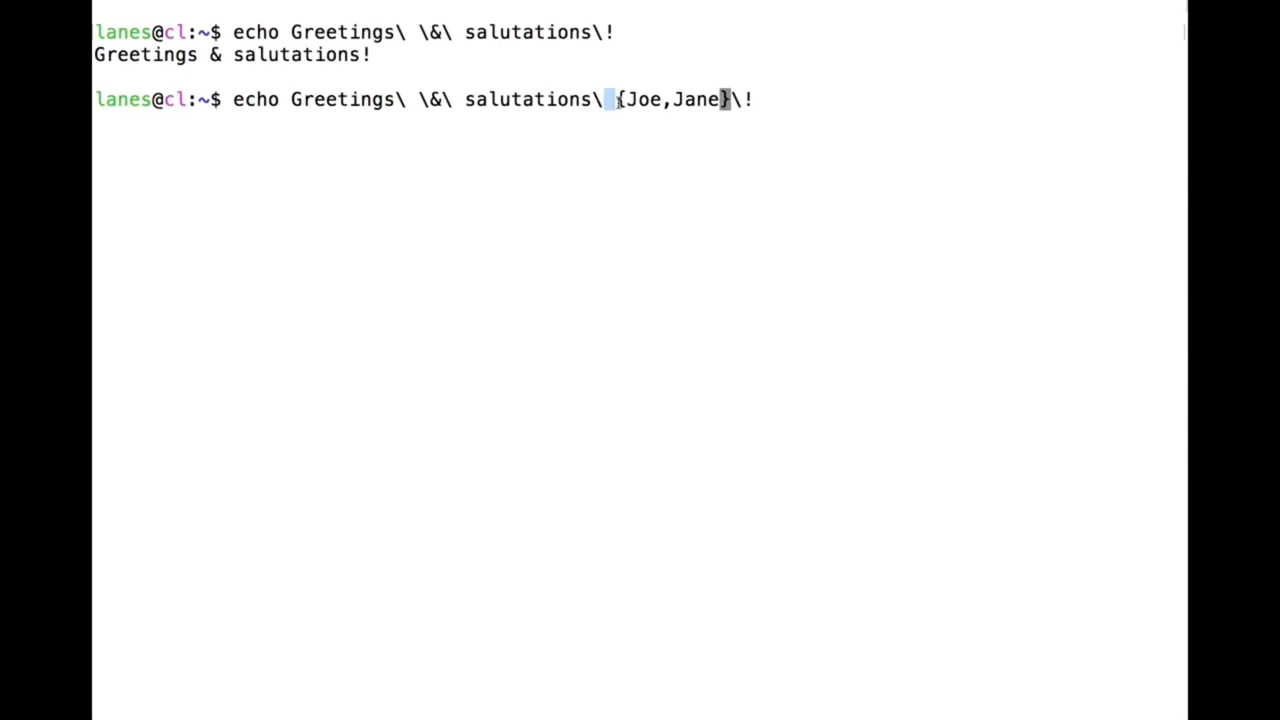 lanes@cl:~$ echo Greetings\ \&\ salutations\!
Greetings & salutations!
lanes@cl:~$ echo Greetings\ \&\ salutations\ {Joe,Jane}\!